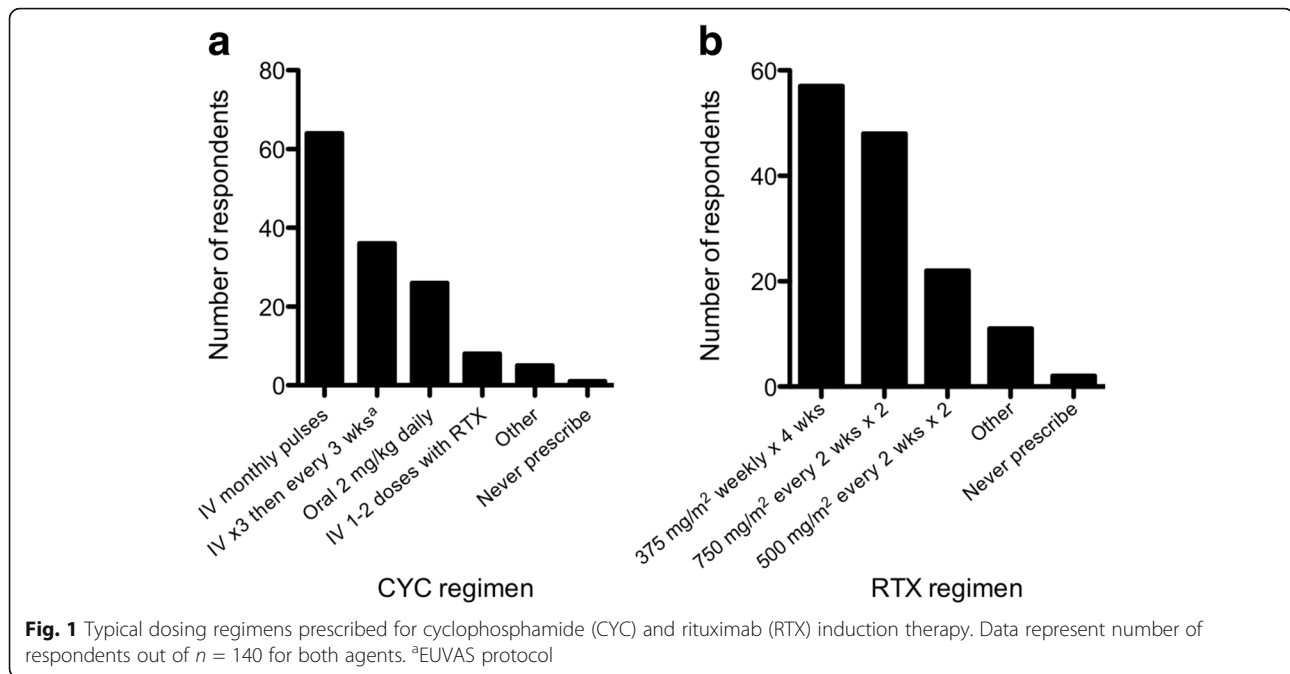 a
Number of respondents
80
60
40
20
0
IV monthly pulses
IV x3 then every 3 wksᵃ
Oral 2 mg/kg daily
IV 1-2 doses with RTX
Other
Never prescribe
CYC regimen
b
Number of respondents
60
40
20
0
375 mg/m² weekly x 4 wks
750 mg/m² every 2 wks x 2
500 mg/m² every 2 wks x 2
Other
Never prescribe
RTX regimen
Fig. 1 Typical dosing regimens prescribed for cyclophosphamide (CYC) and rituximab (RTX) induction therapy. Data represent number of
respondents out of n = 140 for both agents. ᵃEUVAS protocol